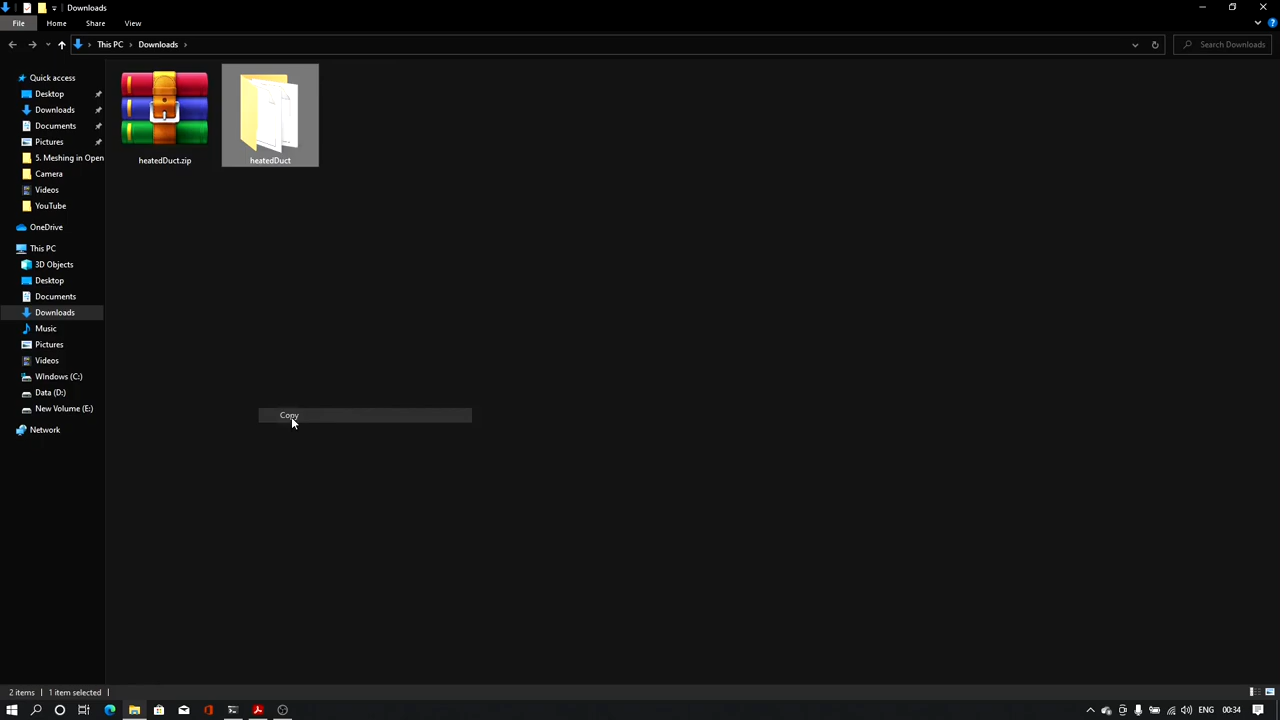 Downloads
File
Home
Share
View
This PC
Downloads
Search Downloads
Quick access
Desktop
Downloads
Documents
Pictures
5. Meshing in Open
Camera
Videos
YouTube
OneDrive
This PC
3D Objects
Desktop
Documents
Downloads
Music
Pictures
Videos
Windows (C:)
Data (D:)
New Volume (E:)
Network
heatedDuct.zip
heatedDuct
Copy
2 items
1 item selected
ENG
00:34